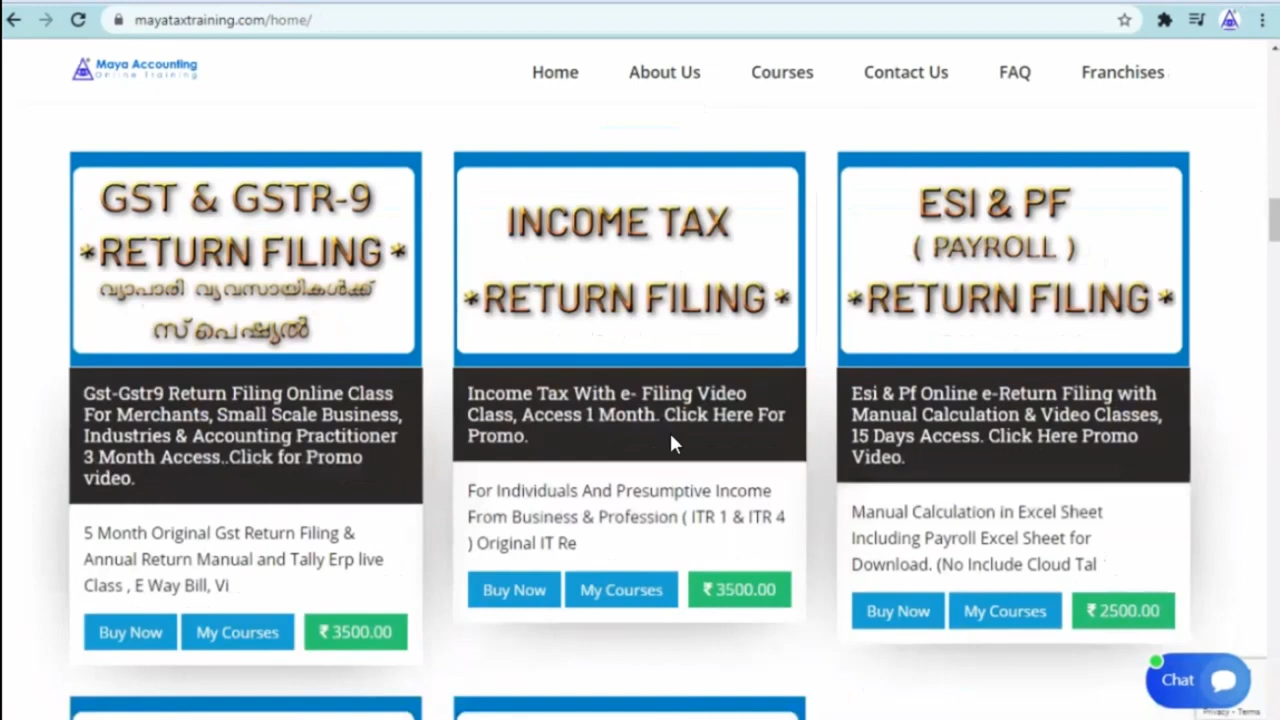 mayataxtraining.com/home/
Maya Accounting
Online Training
Home About Us Courses Contact Us FAQ Franchises
GST & GSTR-9
*RETURN FILING*
വ്യാപാരി വ്യവസായികൾക്ക്
സ്പെഷ്യൽ
Gst-Gstr9 Return Filing Online Class
For Merchants, Small Scale Business,
Industries & Accounting Practitioner
3 Month Access..Click for Promo
video.
5 Month Original Gst Return Filing &
Annual Return Manual and Tally Erp live
Class , E Way Bill, Vi
Buy Now My Courses ₹ 3500.00
INCOME TAX
*RETURN FILING*
Income Tax With e- Filing Video
Class, Access 1 Month. Click Here For
Promo.
For Individuals And Presumptive Income
From Business & Profession ( ITR 1 & ITR 4
) Original IT Re
Buy Now My Courses ₹ 3500.00
ESI & PF
( PAYROLL )
*RETURN FILING*
Esi & Pf Online e-Return Filing with
Manual Calculation & Video Classes,
15 Days Access. Click Here Promo
Video.
Manual Calculation in Excel Sheet
Including Payroll Excel Sheet for
Download. (No Include Cloud Tal
Buy Now My Courses ₹ 2500.00
Chat
Privacy - Terms